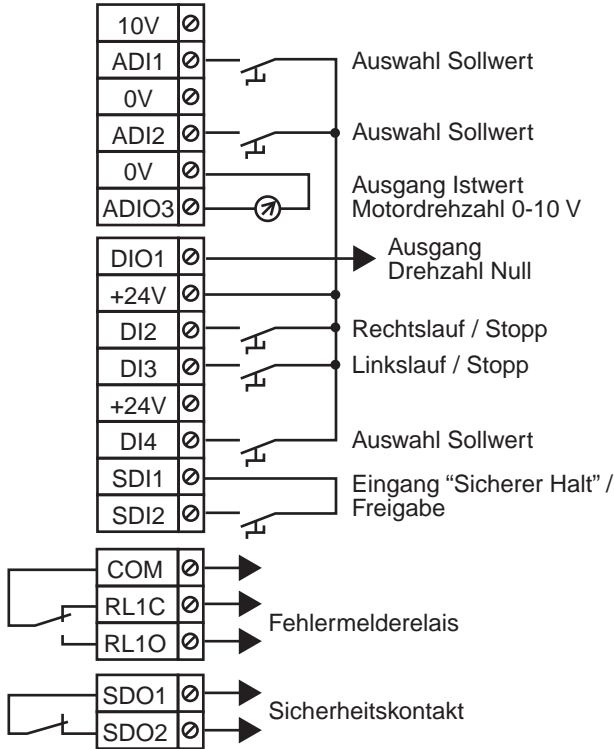 10V
ADI1 Auswahl Sollwert
0V
ADI2 Auswahl Sollwert
0V
ADIO3
Ausgang Istwert
Motordrehzahl 0-10 V
DIO1
Ausgang
Drehzahl Null
+24V
DI2 Rechtslauf / Stopp
DI3 Linkslauf / Stopp
+24V
DI4 Auswahl Sollwert
SDI1
SDI2
Eingang “Sicherer Halt” /
Freigabe
COM
RL1C
RL1O
Fehlermelderelais
SDO1
SDO2
Sicherheitskontakt